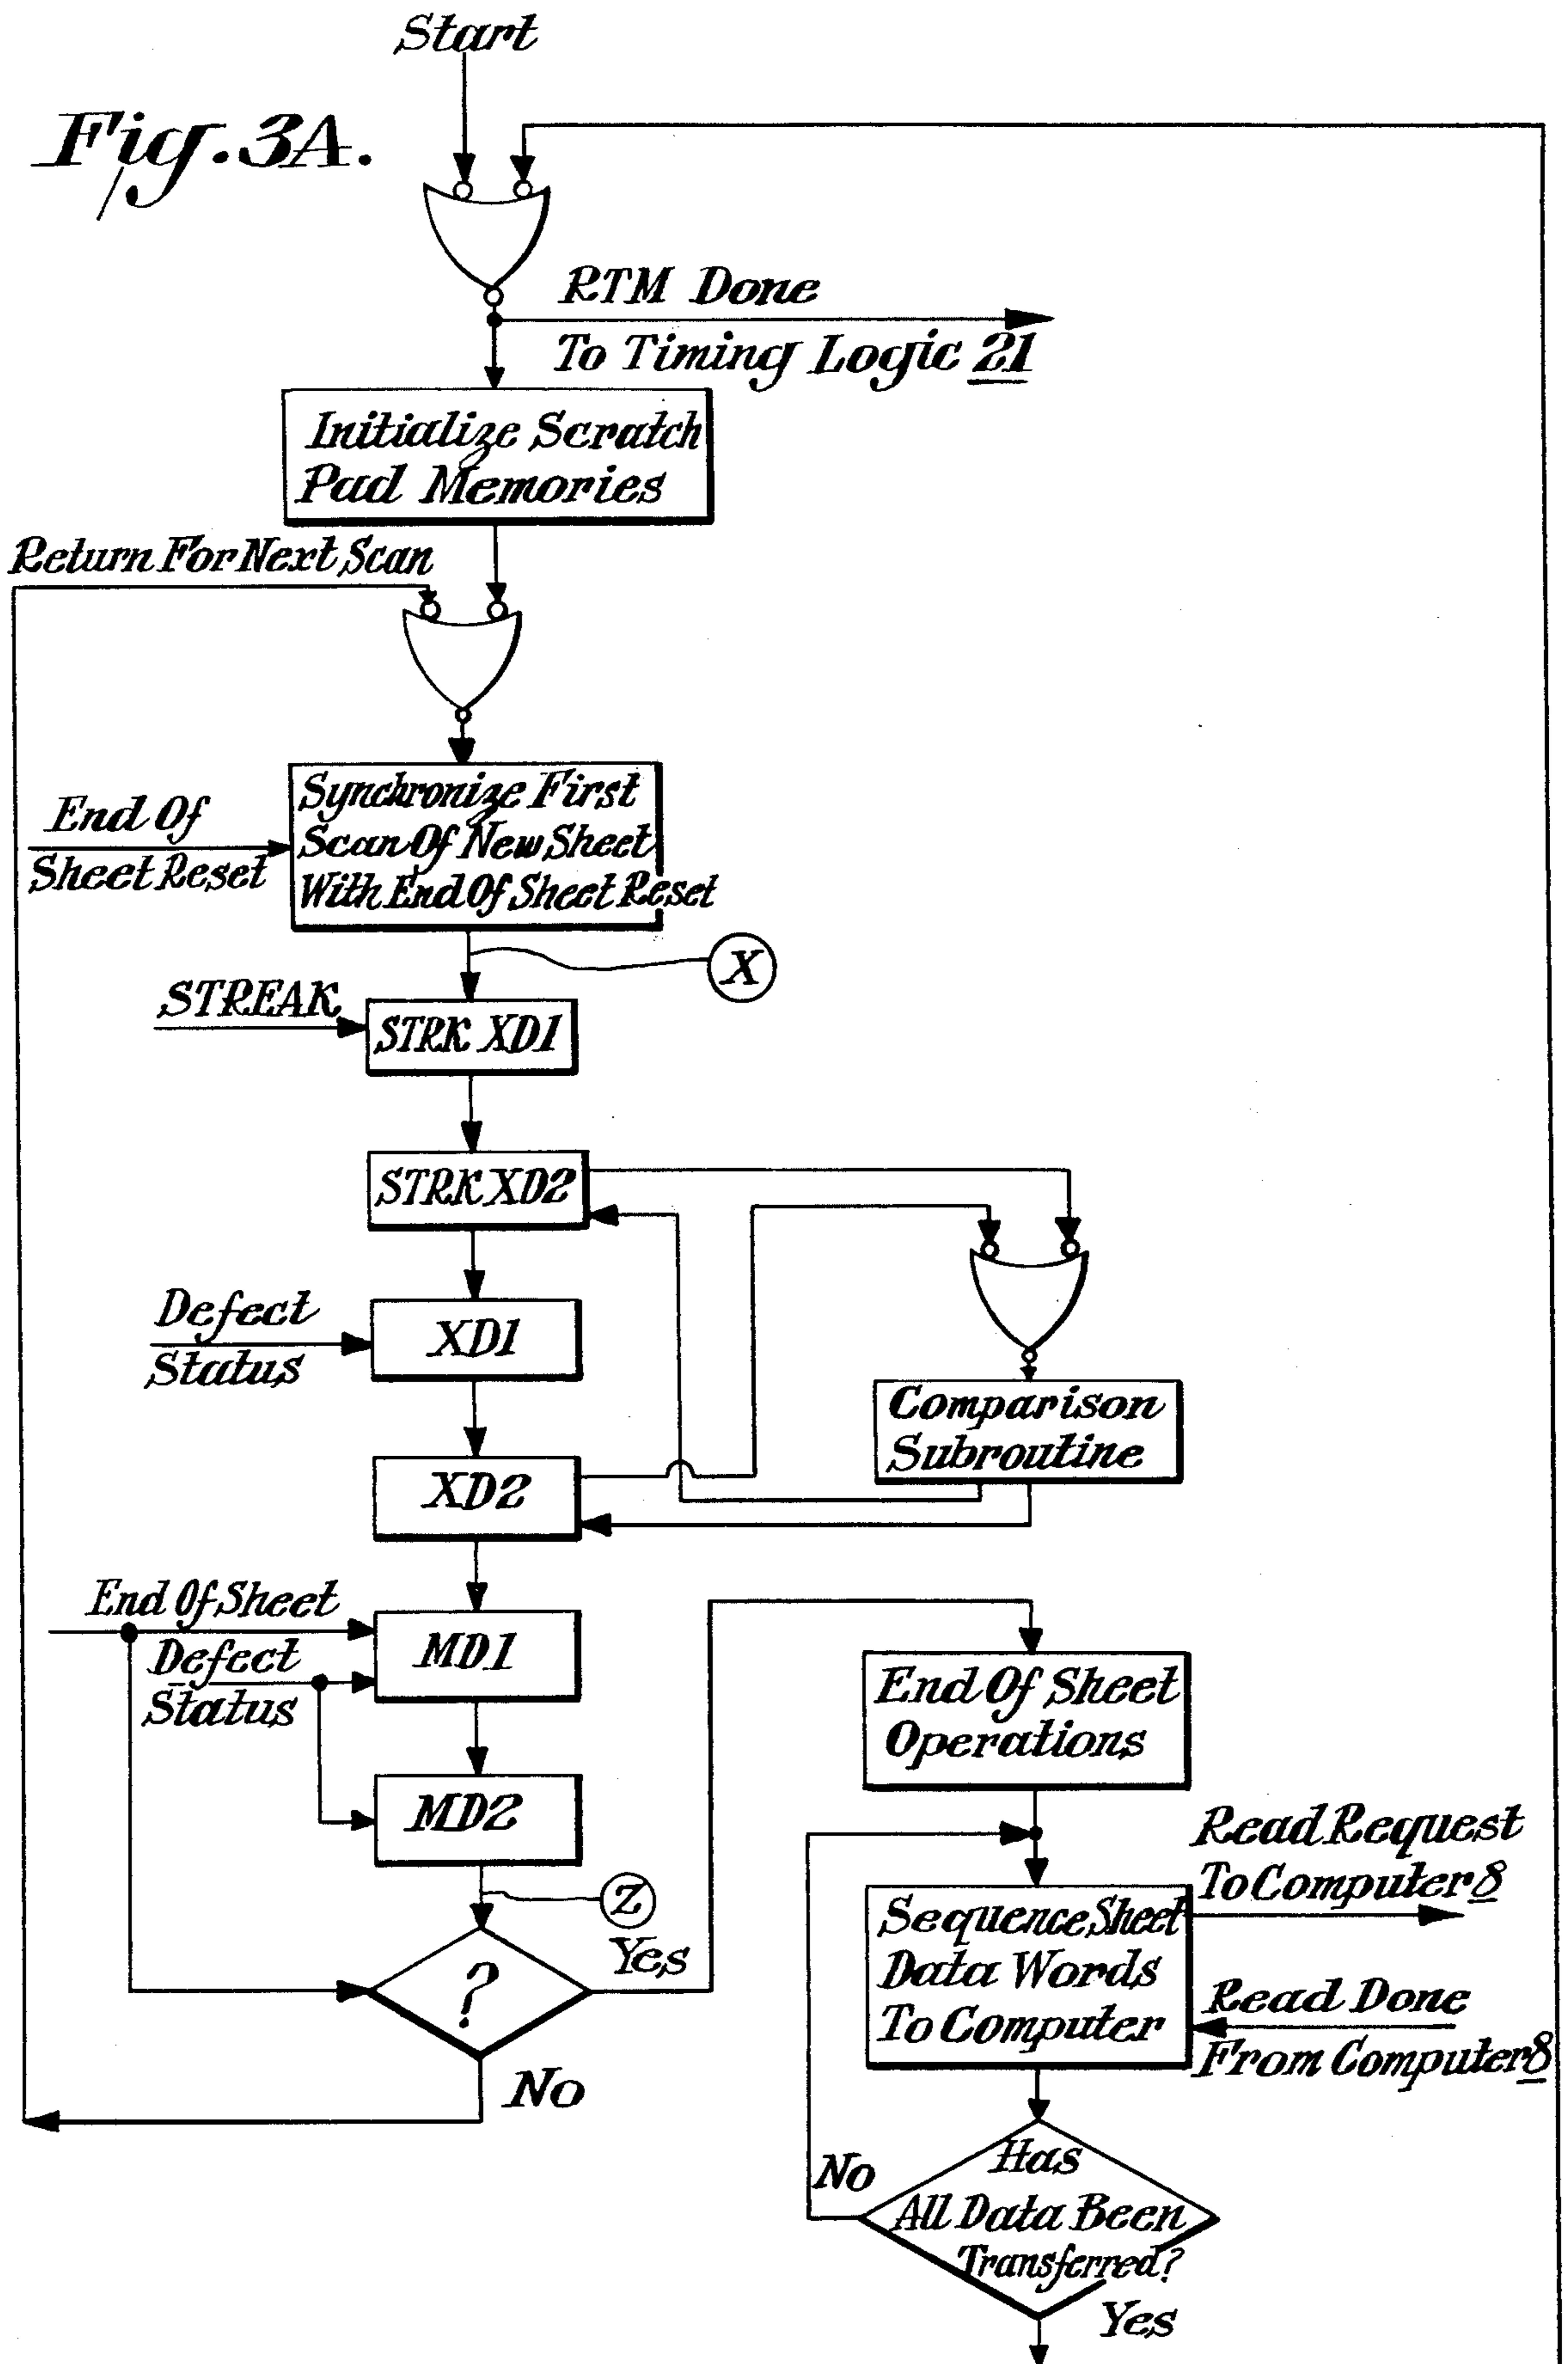 Start
Fig. 3A.
RTM Done
To Timing Logic 21
Initialize Scratch
Pad Memories
Return For Next Scan
Synchronize First
Scan Of New Sheet
With End Of Sheet Reset
End Of
Sheet Reset
X
STREAK
STRK XD1
STRK XD2
Defect
Status
XD1
Comparison
Subroutine
XD2
End Of Sheet
Defect
Status
MD1
End Of Sheet
Operations
MD2
Read Request
To Computer 8
Z
Yes
?
Sequence Sheet
Data Words
To Computer
Read Done
From Computer 8
No
No
Has
All Data Been
Transferred?
Yes